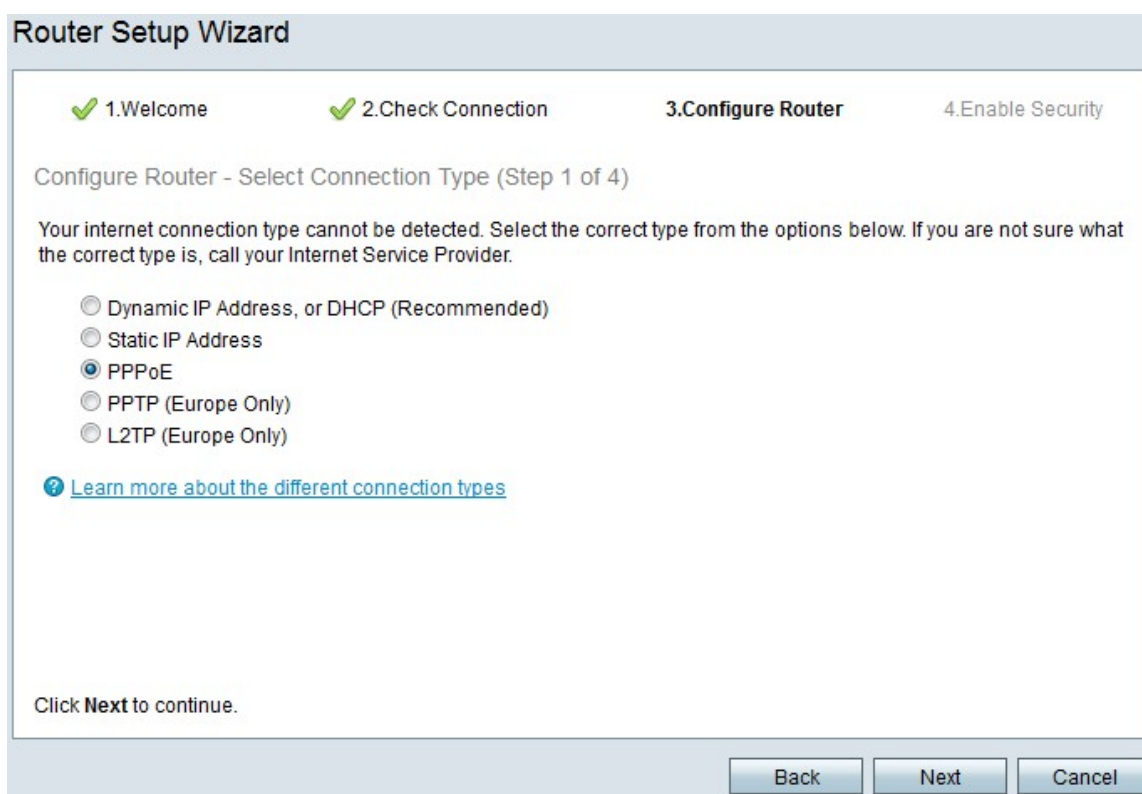 Router Setup Wizard
1.Welcome 2.Check Connection 3.Configure Router 4.Enable Security
Configure Router - Select Connection Type (Step 1 of 4)
Your internet connection type cannot be detected. Select the correct type from the options below. If you are not sure what
the correct type is, call your Internet Service Provider.
Dynamic IP Address, or DHCP (Recommended)
Static IP Address
PPPoE
PPTP (Europe Only)
L2TP (Europe Only)
? Learn more about the different connection types
Click Next to continue.
Back Next Cancel